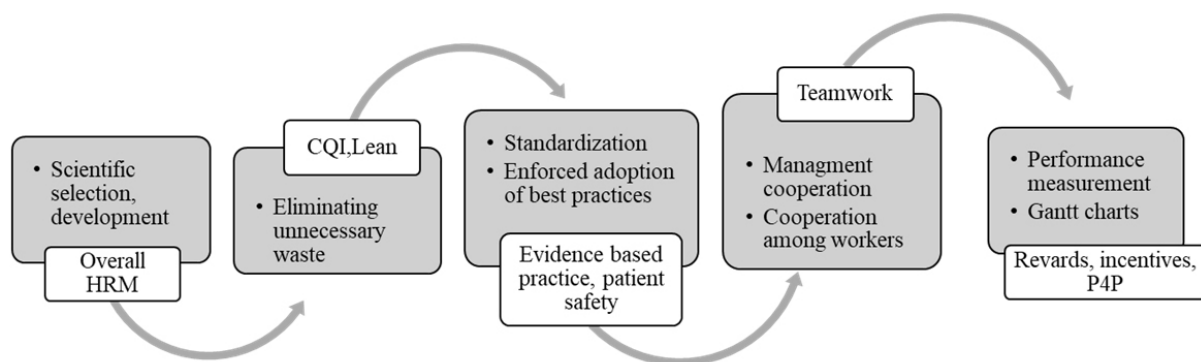 • Scientific
selection,
development
Overall
HRM
CQI,Lean
• Eliminating
unnecessary
waste
• Standardization
• Enforced adoption
of best practices
Evidence based
practice, patient
safety
Teamwork
• Managment
cooperation
• Cooperation
among workers
• Performance
measurement
• Gantt charts
Revards, incentives,
P4P